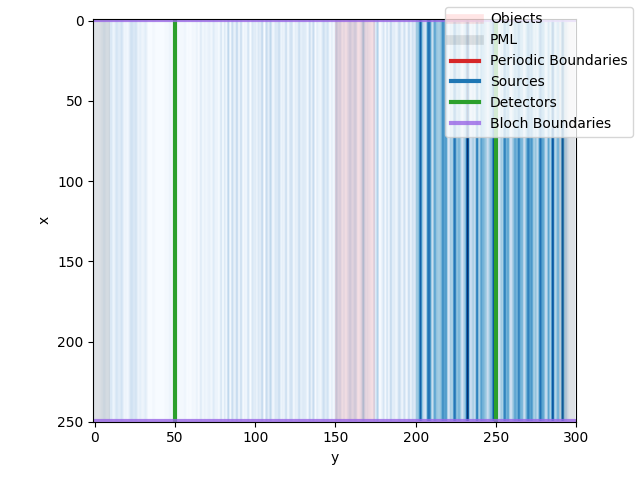 0
50
100
150
200
250
x
0
50
100
150
200
250
300
y
Objects
PML
Periodic Boundaries
Sources
Detectors
Bloch Boundaries